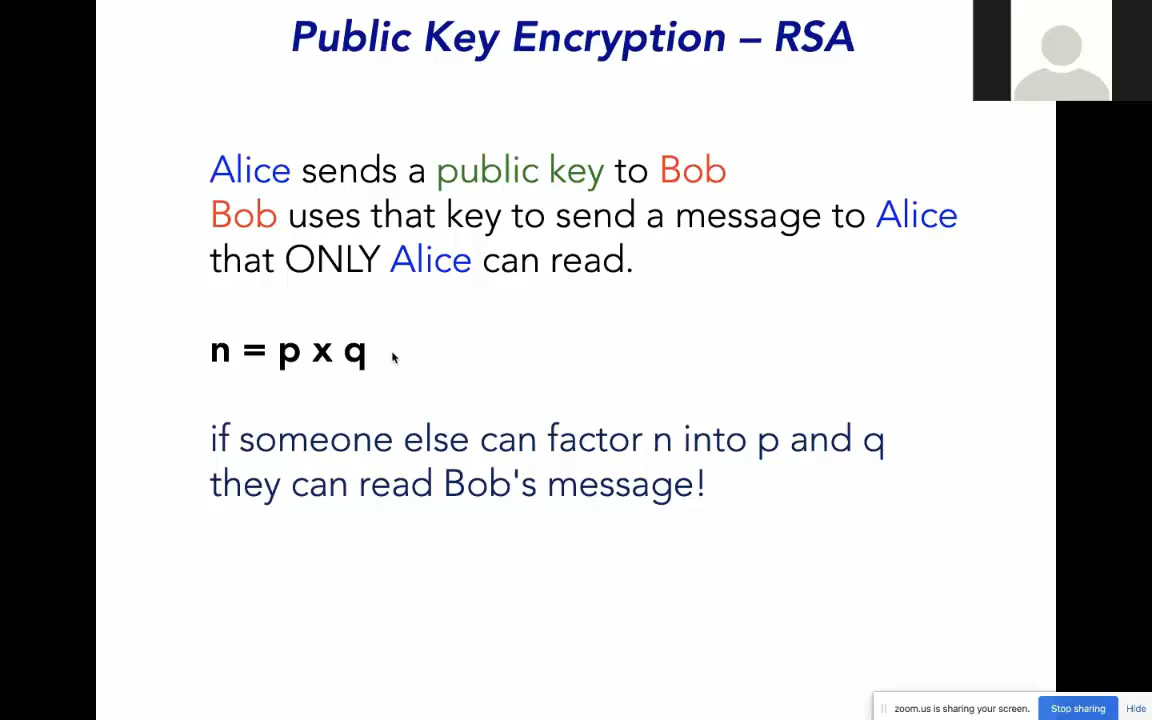 Public Key Encryption – RSA
Alice sends a public key to Bob
Bob uses that key to send a message to Alice
that ONLY Alice can read.
n = p x q
if someone else can factor n into p and q
they can read Bob's message!
zoom.us is sharing your screen. Stop sharing Hide